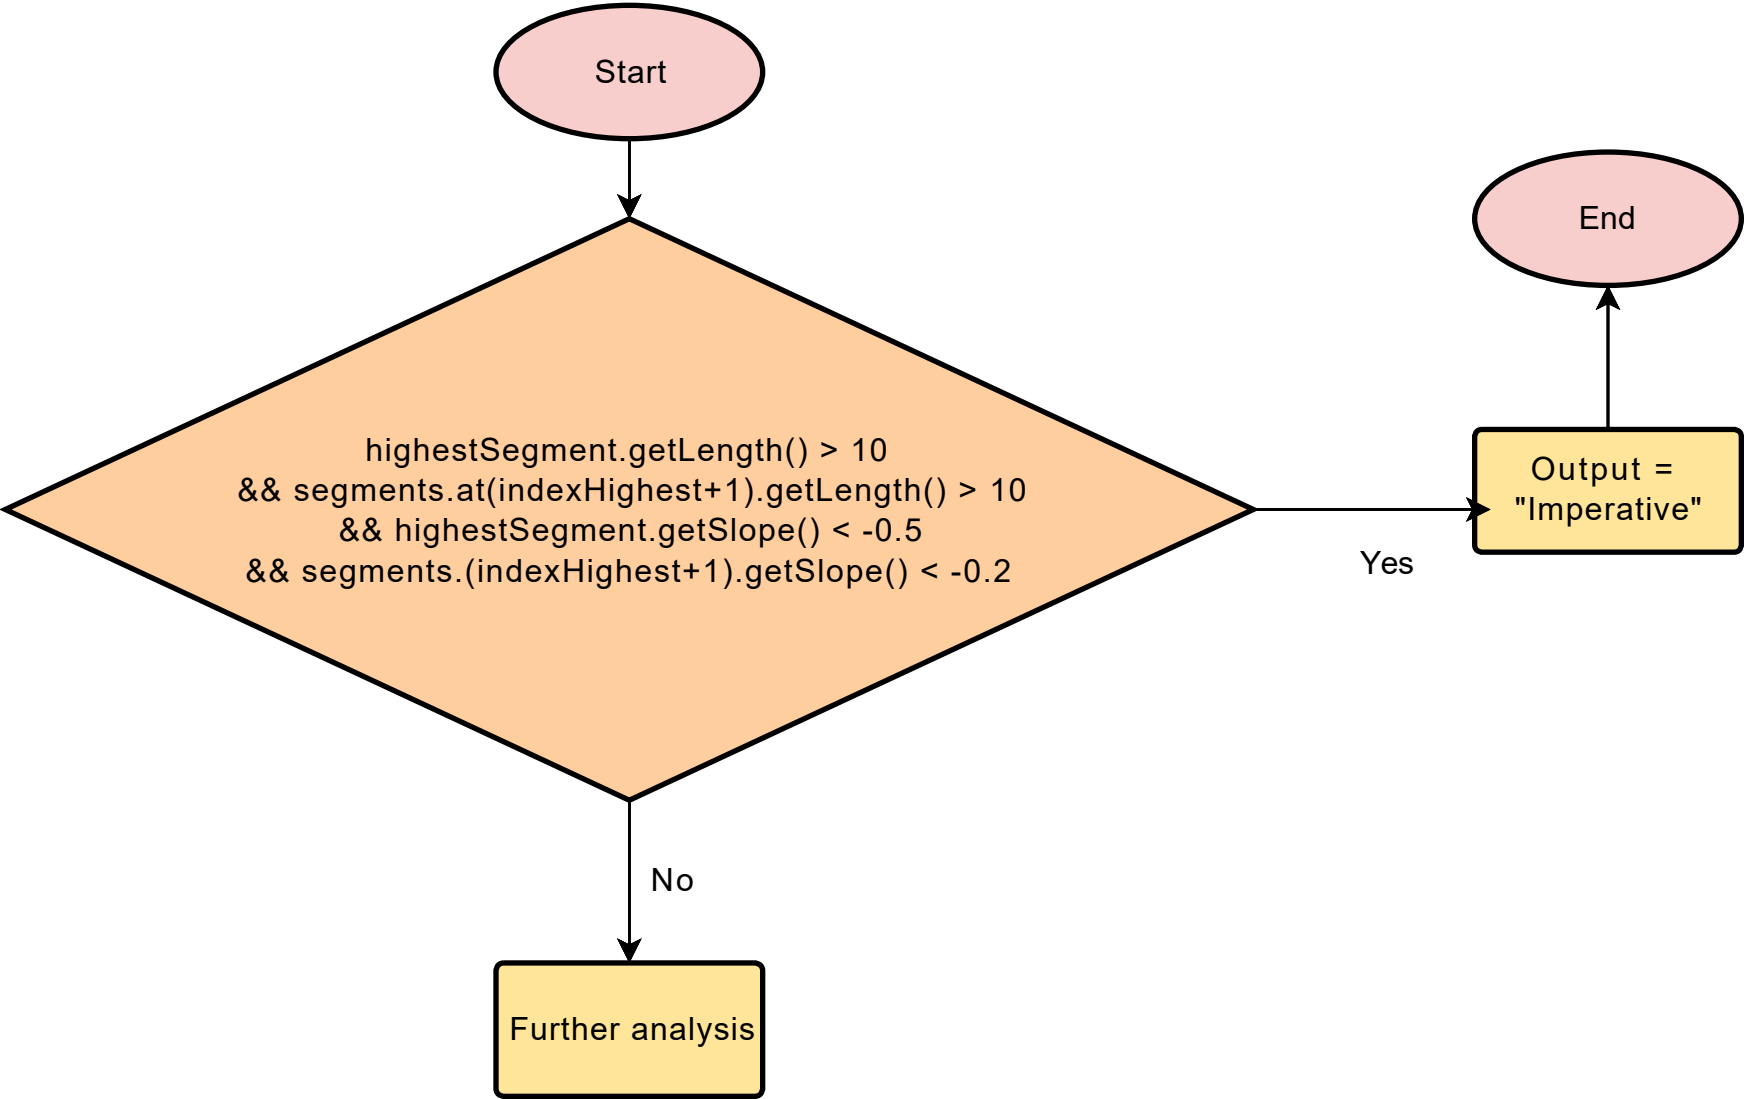 Start
End
highestSegment.getLength() > 10
&& segments.at(indexHighest+1).getLength() > 10
&& highestSegment.getSlope() < -0.5
&& segments.(indexHighest+1).getSlope() < -0.2
Output =
"Imperative"
Yes
No
Further analysis